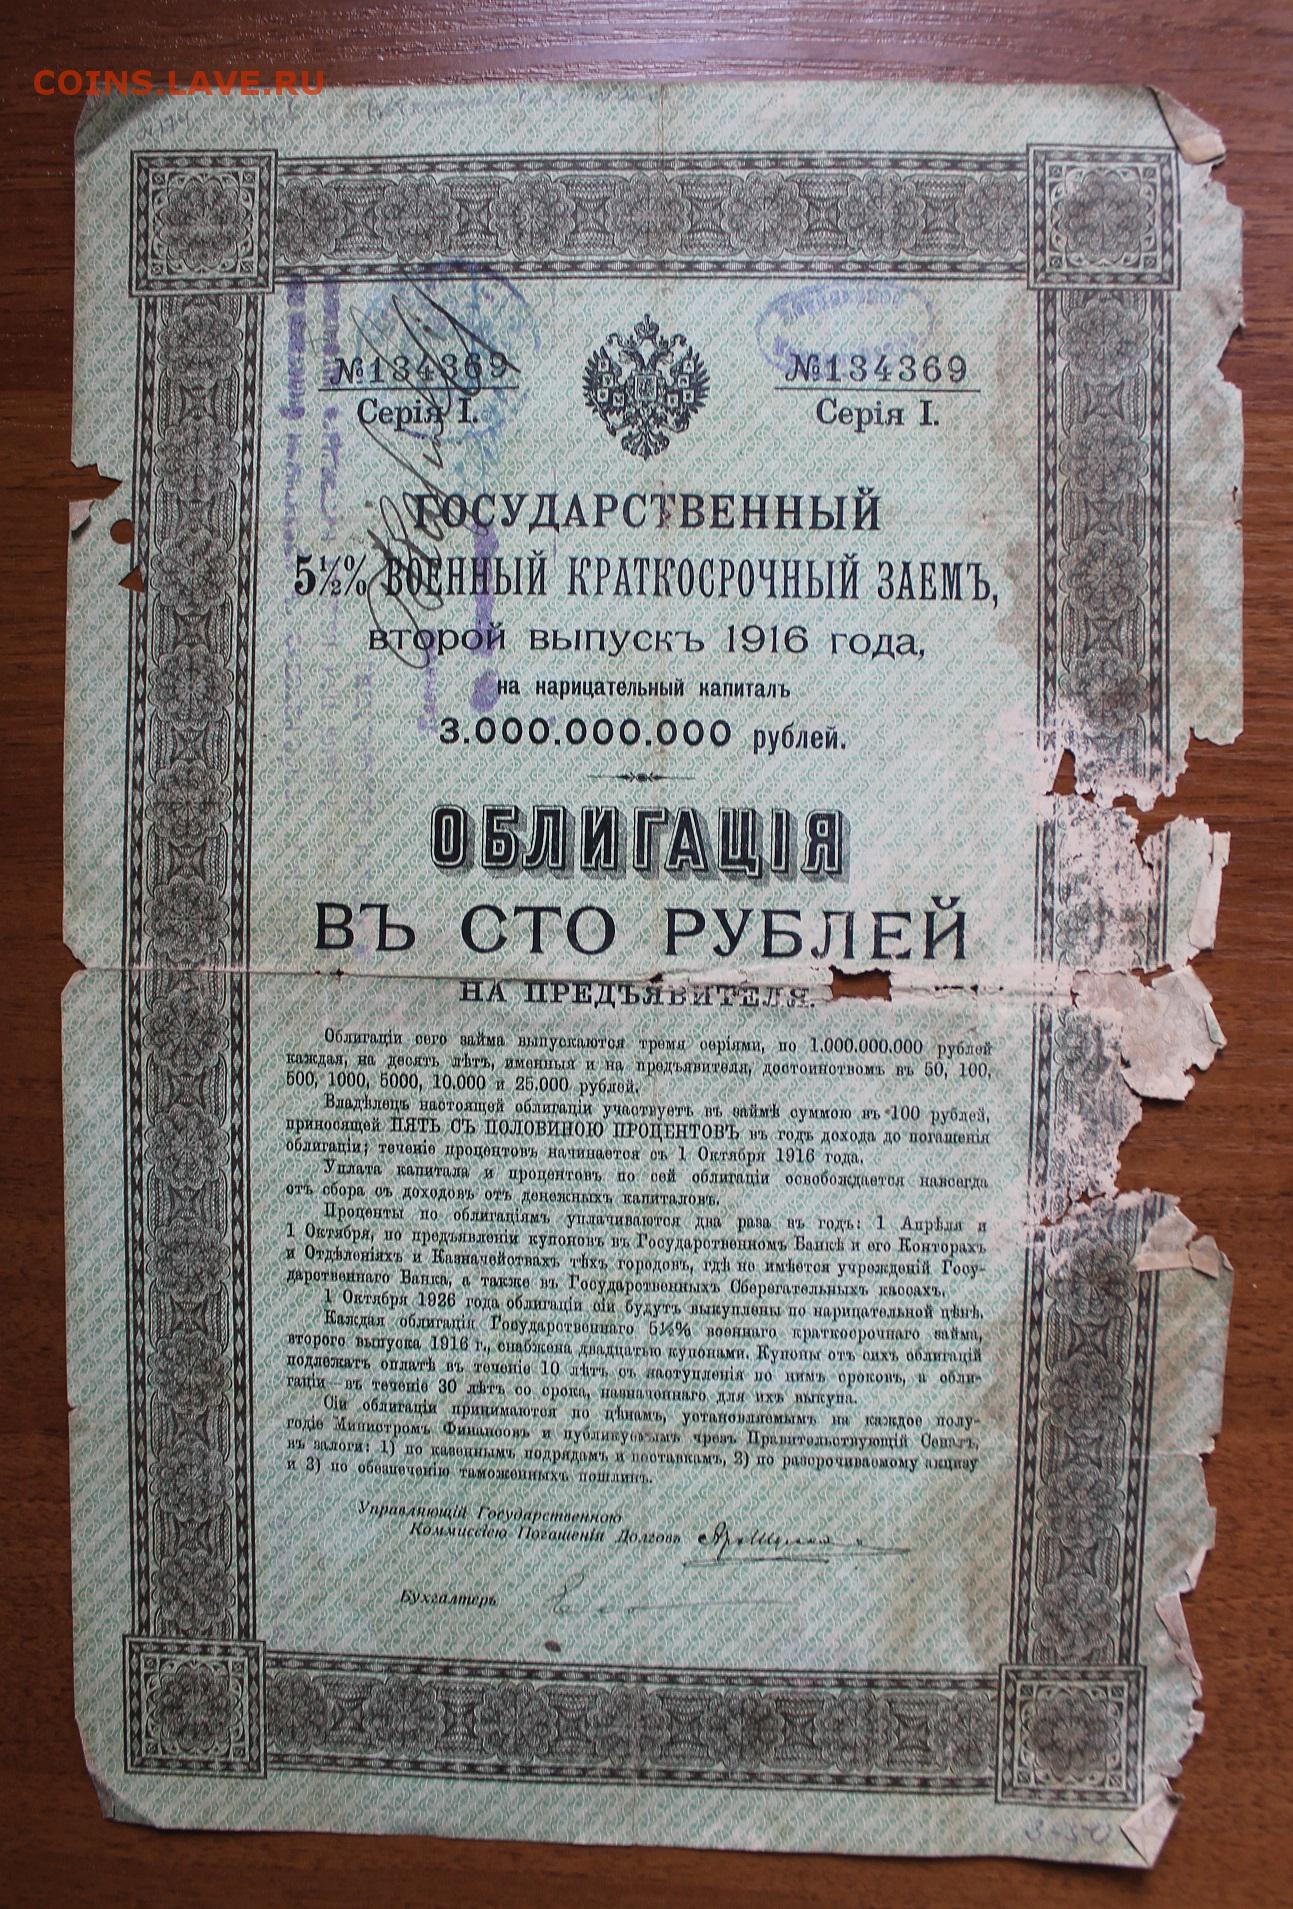 COINS.LAVE.RU
№134369 №134369
Серія I. Серія I.
ГОСУДАРСТВЕННЫЙ
5½% ВОЕННЫЙ КРАТКОСРОЧНЫЙ ЗАЕМЪ,
второй выпускъ 1916 года,
на нарицательный капиталъ
3.000.000.000 рублей.
ОБЛИГАЦІЯ
ВЪ СТО РУБЛЕЙ
НА ПРЕДЪЯВИТЕЛЯ.
Облигаціи сего займа выпускаются тремя серіями, по 1.000.000.000 рублей
каждая, на десять лѣтъ, именныя и на предъявителя, достоинствомъ въ 50, 100,
500, 1000, 5000, 10.000 и 25.000 рублей.
Владѣлецъ настоящей облигаціи участвуетъ въ займѣ суммою въ 100 рублей,
приносящей ПЯТЬ СЪ ПОЛОВИНОЮ ПРОЦЕНТОВЪ въ годъ дохода до погашенія
облигаціи; теченіе процентовъ начинается съ 1 Октября 1916 года.
Уплата капитала и процентовъ по сей облигаціи освобождается навсегда
отъ сбора съ доходовъ отъ денежныхъ капиталовъ.
Проценты по облигаціямъ уплачиваются два раза въ годъ: 1 Апрѣля и
1 Октября, по предъявленіи купоновъ въ Государственномъ Банкѣ и его Конторахъ
и Отдѣленіяхъ и Казначействахъ тѣхъ городовъ, гдѣ не имѣется учрежденій Госу-
дарственнаго Банка, а также въ Государственныхъ Сберегательныхъ кассахъ.
1 Октября 1926 года облигаціи сіи будутъ выкуплены по нарицательной цѣнѣ.
Каждая облигація Государственнаго 5½% военнаго краткосрочнаго займа,
второго выпуска 1916 г., снабжена двадцатью купонами. Купоны отъ сихъ облигацій
подлежатъ оплатѣ въ теченіе 10 лѣтъ съ наступленія по нимъ сроковъ, а обли-
гаціи—въ теченіе 30 лѣтъ со срока, назначеннаго для ихъ выкупа.
Сіи облигаціи принимаются по цѣнамъ, установляемымъ на каждое полу-
годіе Министромъ Финансовъ и публикуемымъ чрезъ Правительствующій Сенатъ,
въ залоги: 1) по казеннымъ подрядамъ и поставкамъ, 2) по разсрочиваемому акцизу
и 3) по обезпеченію таможенныхъ пошлинъ.
Управляющій Государственною
Коммиссіею Погашенія Долговъ
Бухгалтеръ